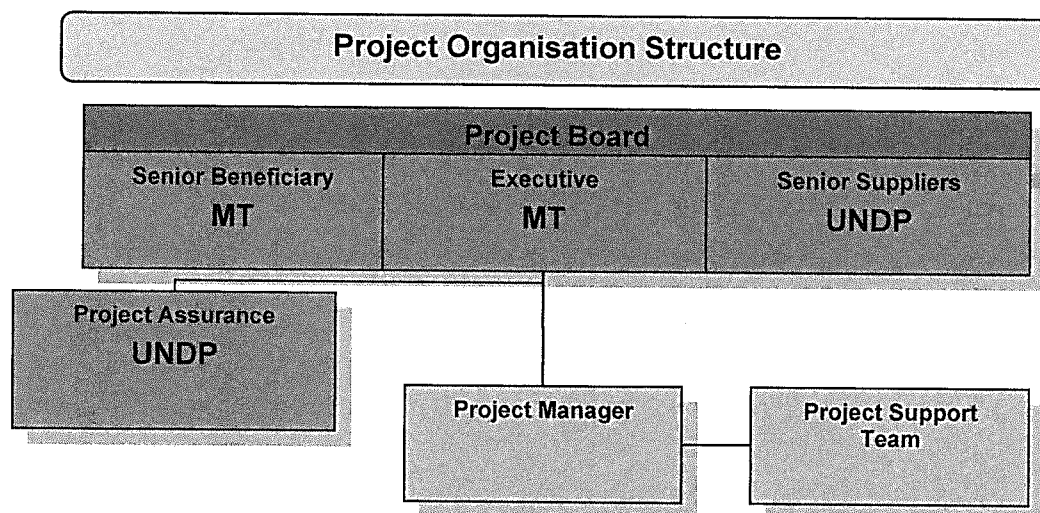 Project Organisation Structure
Project Board
Senior Beneficiary
MT
Executive
MT
Senior Suppliers
UNDP
Project Assurance
UNDP
Project Manager
Project Support
Team